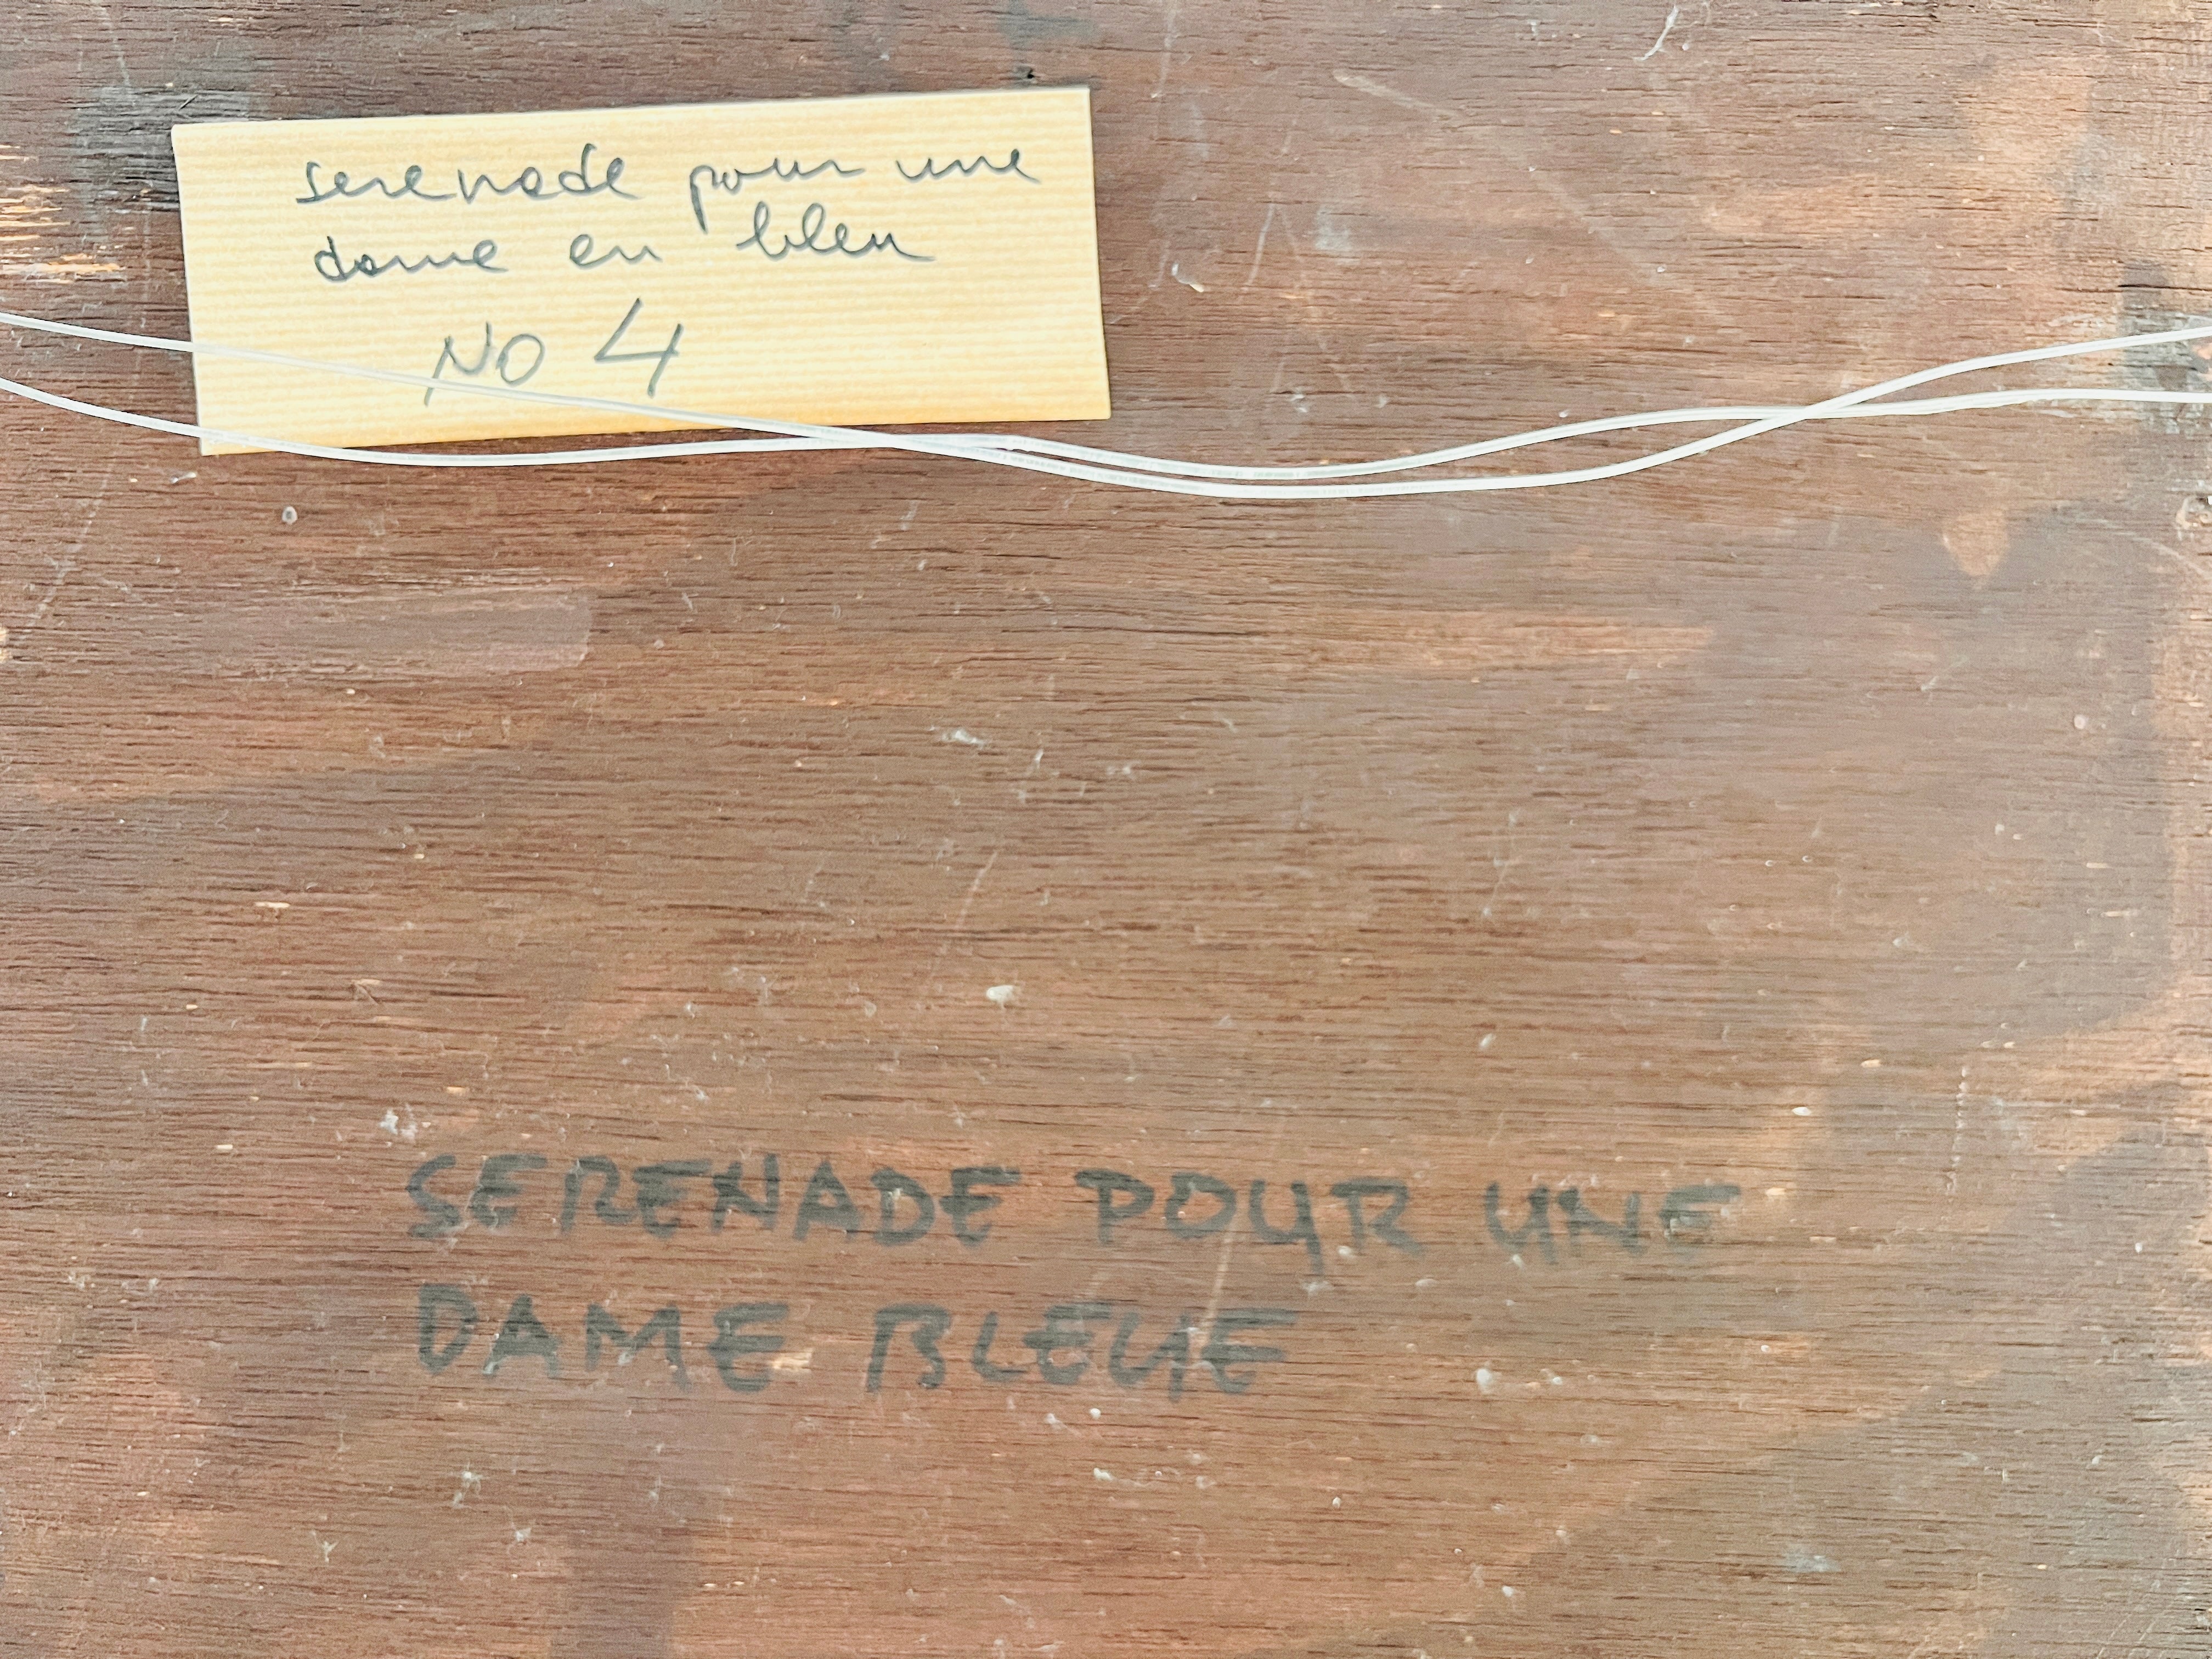 serenade pour une
dame en bleu
NO 4
SERENADE POUR UNE
DAME BLEUE